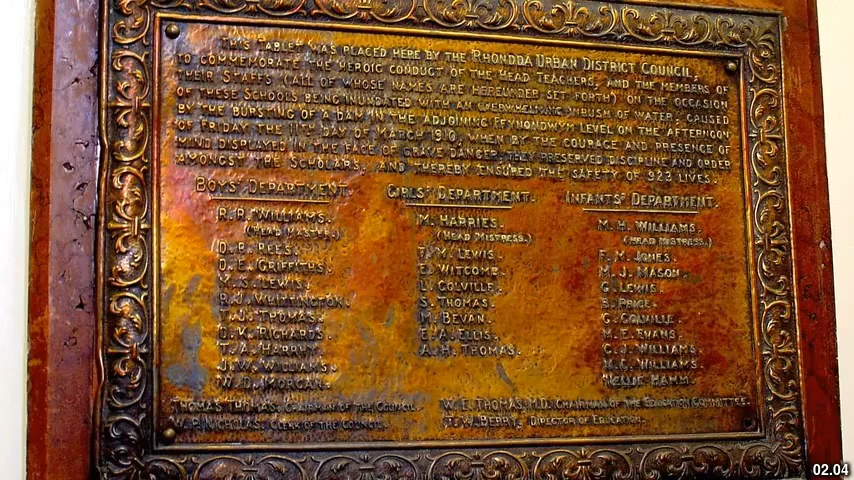 THIS TABLET WAS PLACED HERE BY THE RHONDDA URBAN DISTRICT COUNCIL,
TO COMMEMORATE THE HEROIC CONDUCT OF THE HEAD TEACHERS, AND THE MEMBERS OF
THEIR STAFFS (ALL OF WHOSE NAMES ARE HEREUNDER SET FORTH) ON THE OCCASION
OF THESE SCHOOLS BEING INUNDATED WITH AN OVERWHELMING INRUSH OF WATER, CAUSED
BY THE BURSTING OF A DAM IN THE ADJOINING FFYNONDWYM LEVEL ON THE AFTERNOON
OF FRIDAY THE 11TH DAY OF MARCH 1910, WHEN BY THE COURAGE AND PRESENCE OF
MIND DISPLAYED IN THE FACE OF GRAVE DANGER, THEY PRESERVED DISCIPLINE AND ORDER
AMONGST THE SCHOLARS, AND THEREBY ENSURED THE SAFETY OF 923 LIVES.
BOYS' DEPARTMENT.
R. R. WILLIAMS.
(HEAD MASTER.)
D. P. REES.
D. E. GRIFFITHS.
M. S. LEWIS.
R. J. WHITTINGTON.
T. J. THOMAS.
D. K. RICHARDS.
T. A. HARRHY.
J. W. WILLIAMS.
W. D. MORGAN.
GIRLS' DEPARTMENT.
M. HARRIES.
(HEAD MISTRESS.)
M. LEWIS.
E. WITCOME.
L. COLVILLE.
S. THOMAS.
M. BEVAN.
E. A. ELLIS.
A. H. THOMAS.
INFANTS' DEPARTMENT.
M. H. WILLIAMS.
(HEAD MISTRESS.)
F. M. JONES.
M. J. MASON.
G. LEWIS.
B. PRICE.
C. COLVILLE.
M. E. EVANS.
C. J. WILLIAMS.
M. C. WILLIAMS.
NELLIE HAMM.
THOMAS THOMAS, CHAIRMAN OF THE COUNCIL.
W. P. NICHOLAS, CLERK OF THE COUNCIL.
W. E. THOMAS, M.D. CHAIRMAN OF THE EDUCATION COMMITTEE.
T. W. BERRY, DIRECTOR OF EDUCATION.
02.04